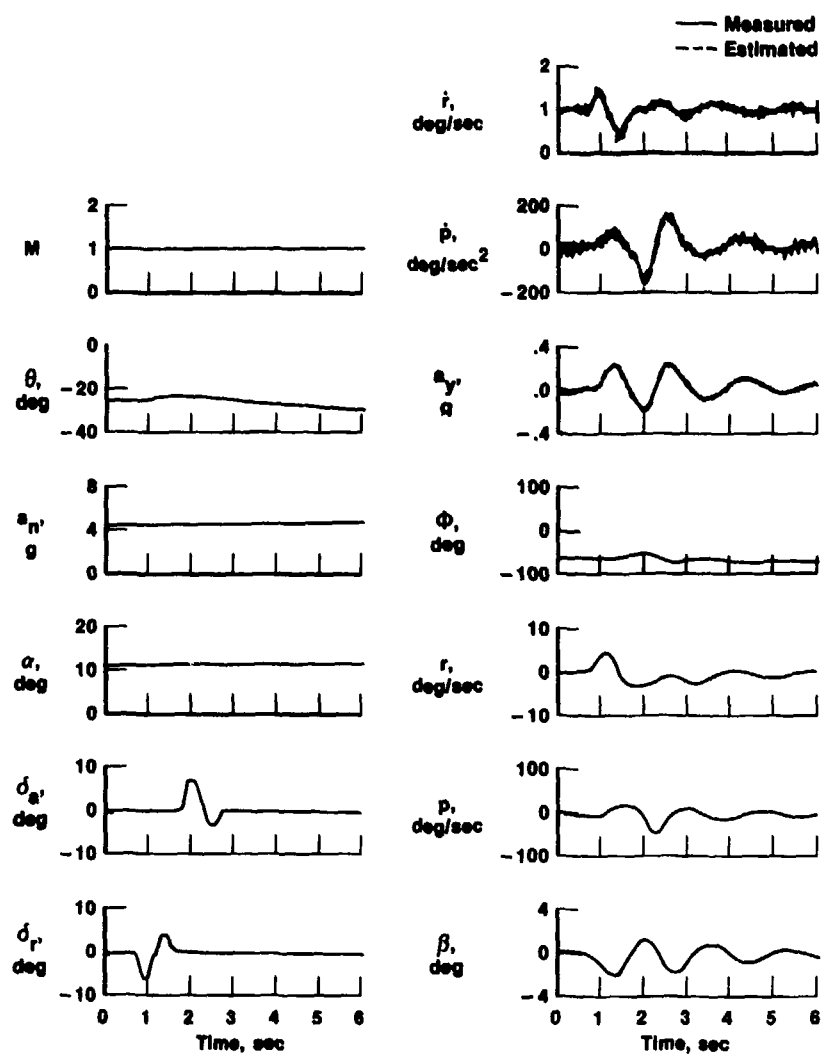 Measured
Estimated
2
1
0
ṙ,
deg/sec
2
1
0
M
200
0
−200
ṗ,
deg/sec²
0
−20
−40
θ,
deg
.4
.0
−.4
a_y,
g
8
4
0
a_n,
g
100
0
−100
Φ,
deg
20
10
0
α,
deg
10
0
−10
r,
deg/sec
10
0
−10
δ_a,
deg
100
0
−100
p,
deg/sec
10
0
−10
δ_r,
deg
0 1 2 3 4 5 6
Time, sec
4
0
−4
β,
deg
0 1 2 3 4 5 6
Time, sec